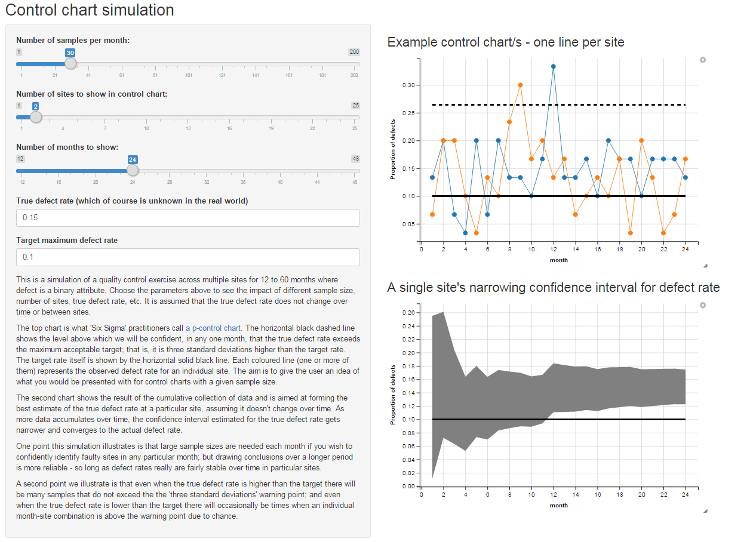 Control chart simulation
Number of samples per month:
1 30 200
1 21 41 61 81 101 121 141 161 181 200
Number of sites to show in control chart:
1 2 25
1 4 7 10 13 16 19 22 25
Number of months to show:
12 24 48
12 16 20 24 28 32 36 40 44 48
True defect rate (which of course is unknown in the real world)
0.15
Target maximum defect rate
0.1
This is a simulation of a quality control exercise across multiple sites for 12 to 60 months where
defect is a binary attribute. Choose the parameters above to see the impact of different sample size,
number of sites, true defect rate, etc. It is assumed that the true defect rate does not change over
time or between sites.
The top chart is what 'Six Sigma' practitioners call a p-control chart. The horizontal black dashed line
shows the level above which we will be confident, in any one month, that the true defect rate exceeds
the maximum acceptable target; that is, it is three standard deviations higher than the target rate.
The target rate itself is shown by the horizontal solid black line. Each coloured line (one or more of
them) represents the observed defect rate for an individual site. The aim is to give the user an idea of
what you would be presented with for control charts with a given sample size.
The second chart shows the result of the cumulative collection of data and is aimed at forming the
best estimate of the true defect rate at a particular site, assuming it doesn't change over time. As
more data accumulates over time, the confidence interval estimated for the true defect rate gets
narrower and converges to the actual defect rate.
One point this simulation illustrates is that large sample sizes are needed each month if you wish to
confidently identify faulty sites in any particular month; but drawing conclusions over a longer period
is more reliable - so long as defect rates really are fairly stable over time in particular sites.
A second point we illustrate is that even when the true defect rate is higher than the target there will
be many samples that do not exceed the the 'three standard deviations' warning point; and even
when the true defect rate is lower than the target there will occasionally be times when an individual
month-site combination is above the warning point due to chance.
Example control chart/s - one line per site
Proportion of defects
0.30
0.25
0.20
0.15
0.10
0.05
0 2 4 6 8 10 12 14 16 18 20 22 24
month
A single site's narrowing confidence interval for defect rate
Proportion of defects
0.26
0.24
0.22
0.20
0.18
0.16
0.14
0.12
0.10
0.08
0.06
0.04
0.02
0.00
0 2 4 6 8 10 12 14 16 18 20 22 24
month